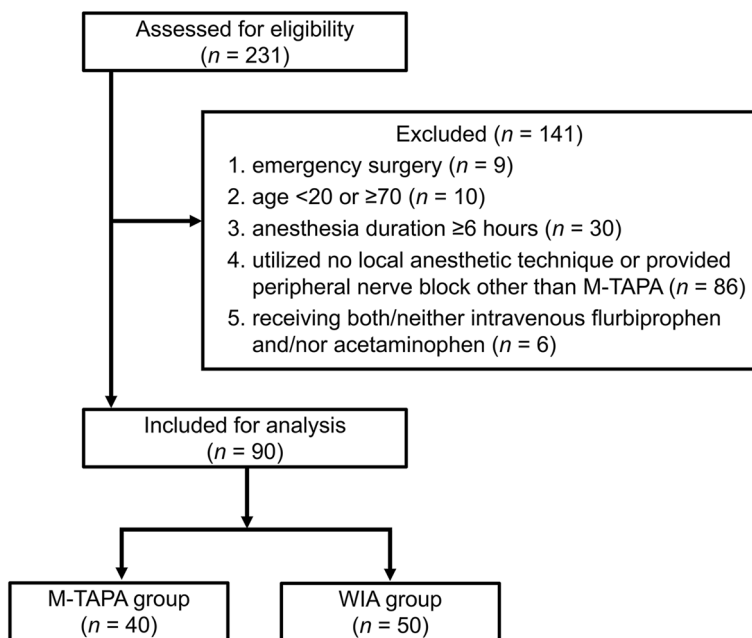 Assessed for eligibility
(n = 231)
Excluded (n = 141)
1. emergency surgery (n = 9)
2. age <20 or ≥70 (n = 10)
3. anesthesia duration ≥6 hours (n = 30)
4. utilized no local anesthetic technique or provided
peripheral nerve block other than M-TAPA (n = 86)
5. receiving both/neither intravenous flurbiprophen
and/nor acetaminophen (n = 6)
Included for analysis
(n = 90)
M-TAPA group
(n = 40)
WIA group
(n = 50)